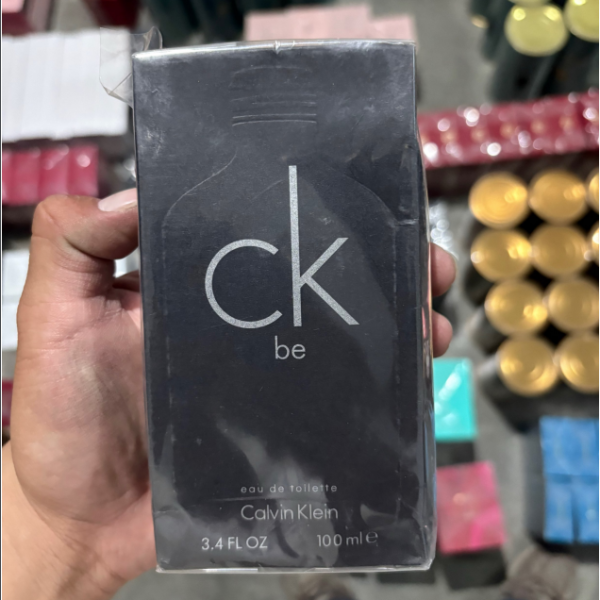 ck
be
eau de toilette
Calvin Klein
3.4 FL OZ 100 ml e